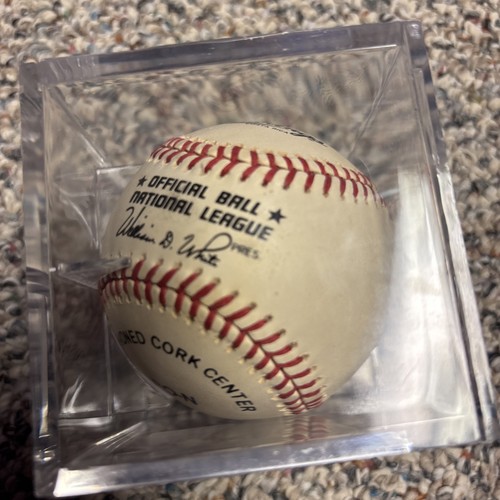 ★ OFFICIAL BALL ★
NATIONAL LEAGUE
William D. White PRES.
CORK CENTER